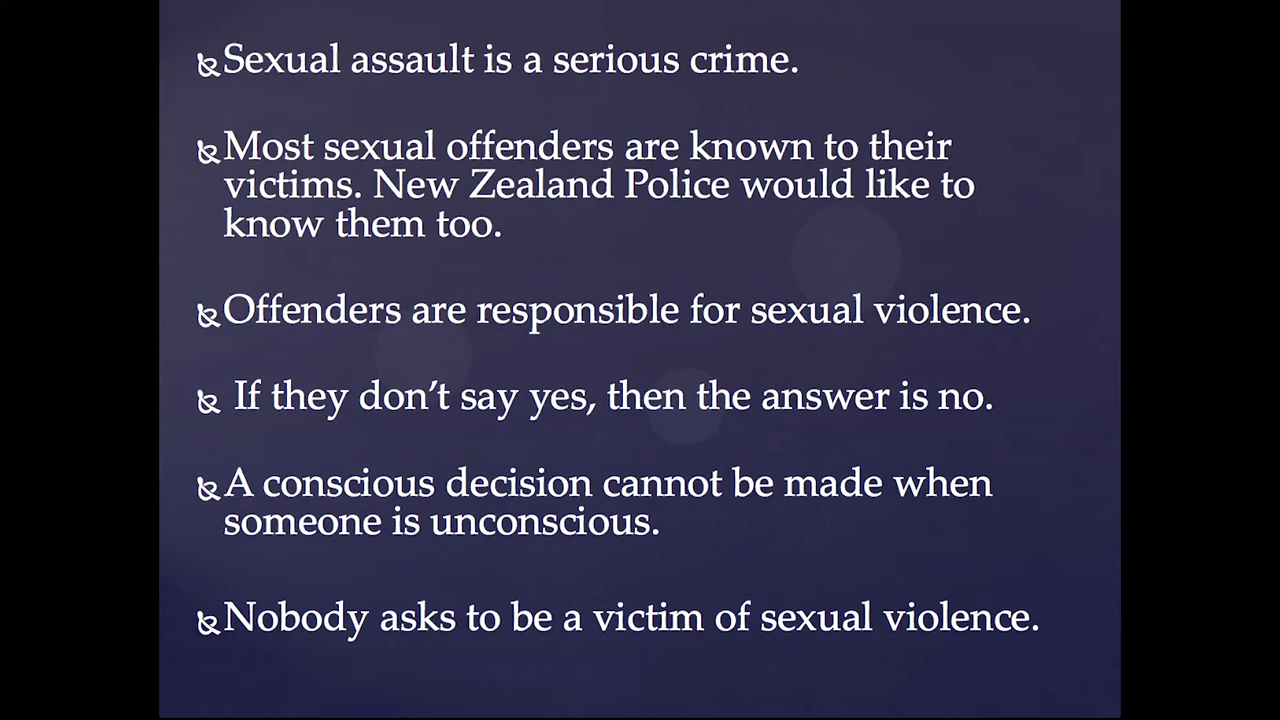 Sexual assault is a serious crime.
Most sexual offenders are known to their
victims. New Zealand Police would like to
know them too.
Offenders are responsible for sexual violence.
If they don’t say yes, then the answer is no.
A conscious decision cannot be made when
someone is unconscious.
Nobody asks to be a victim of sexual violence.